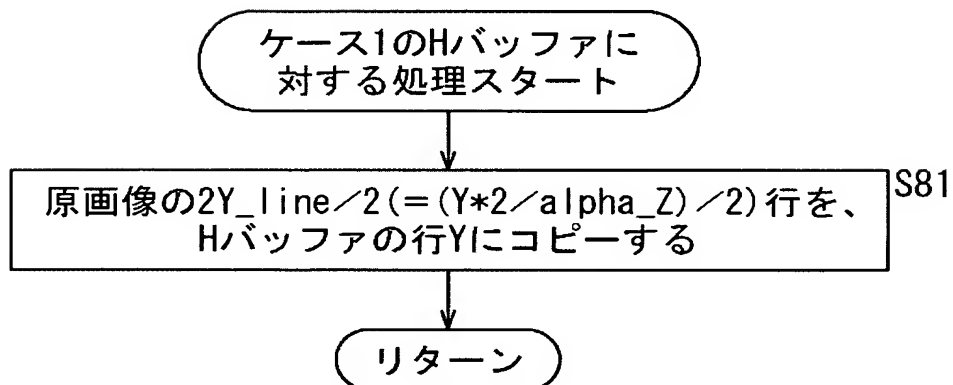 ケース1のHバッファに
対する処理スタート
原画像の2Y_line／2(＝(Y*2/alpha_Z)／2)行を、
S81
Hバッファの行Yにコピーする
リターン